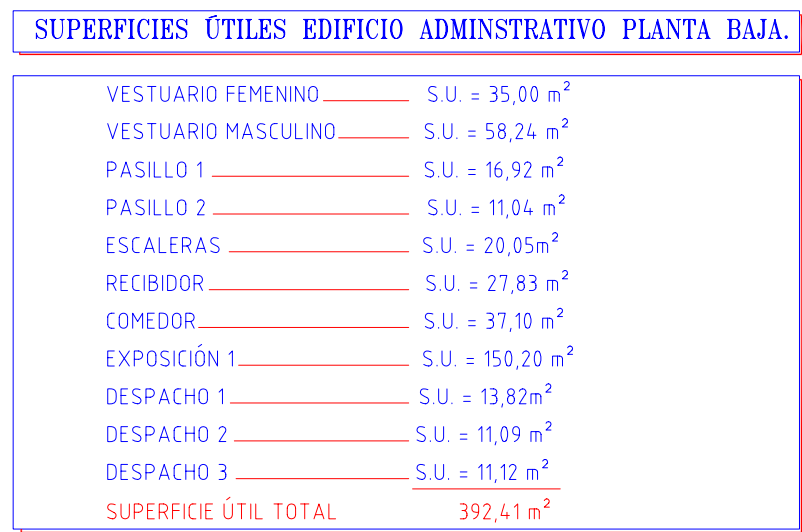 SUPERFICIES ÚTILES EDIFICIO ADMINSTRATIVO PLANTA BAJA.
VESTUARIO FEMENINO S.U. = 35,00 m²
VESTUARIO MASCULINO S.U. = 58,24 m²
PASILLO 1 S.U. = 16,92 m²
PASILLO 2 S.U. = 11,04 m²
ESCALERAS S.U. = 20,05m²
RECIBIDOR S.U. = 27,83 m²
COMEDOR S.U. = 37,10 m²
EXPOSICIÓN 1 S.U. = 150,20 m²
DESPACHO 1 S.U. = 13,82m²
DESPACHO 2 S.U. = 11,09 m²
DESPACHO 3 S.U. = 11,12 m²
SUPERFICIE ÚTIL TOTAL 392,41 m²